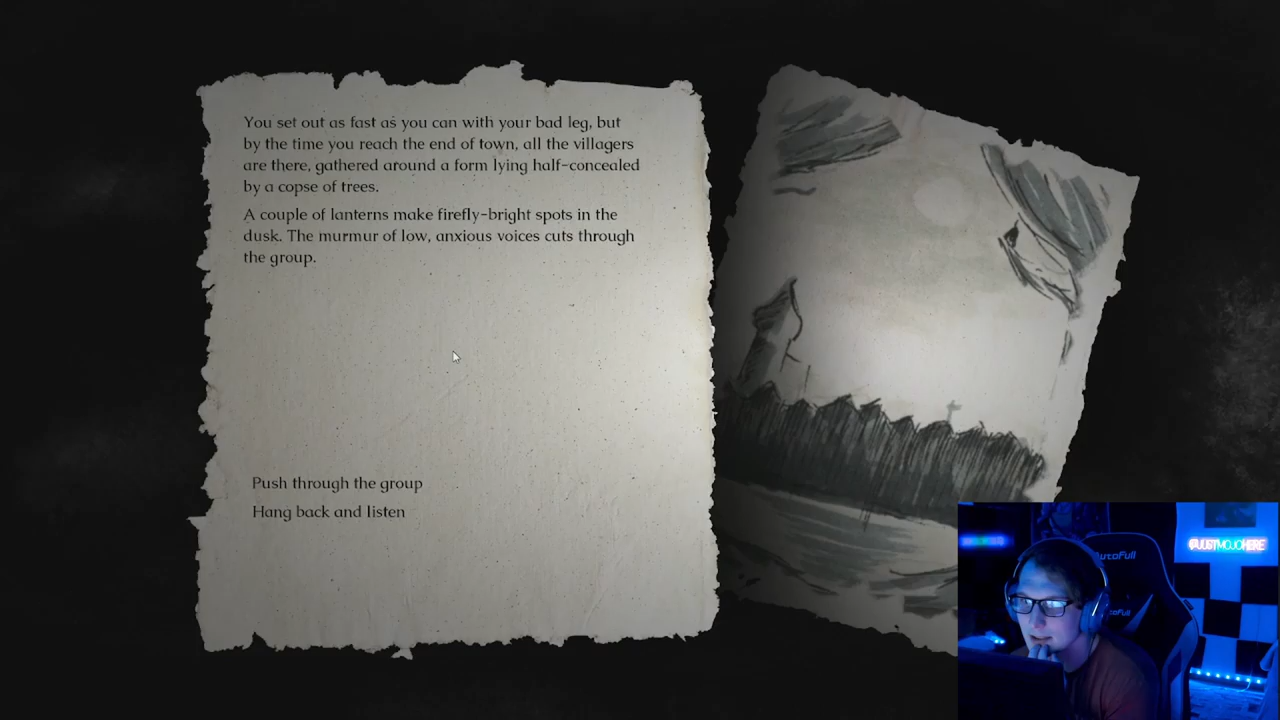 You set out as fast as you can with your bad leg, but
by the time you reach the end of town, all the villagers
are there, gathered around a form lying half-concealed
by a copse of trees.
A couple of lanterns make firefly-bright spots in the
dusk. The murmur of low, anxious voices cuts through
the group.
Push through the group
Hang back and listen
@JUSTMOJOHERE
AutoFull